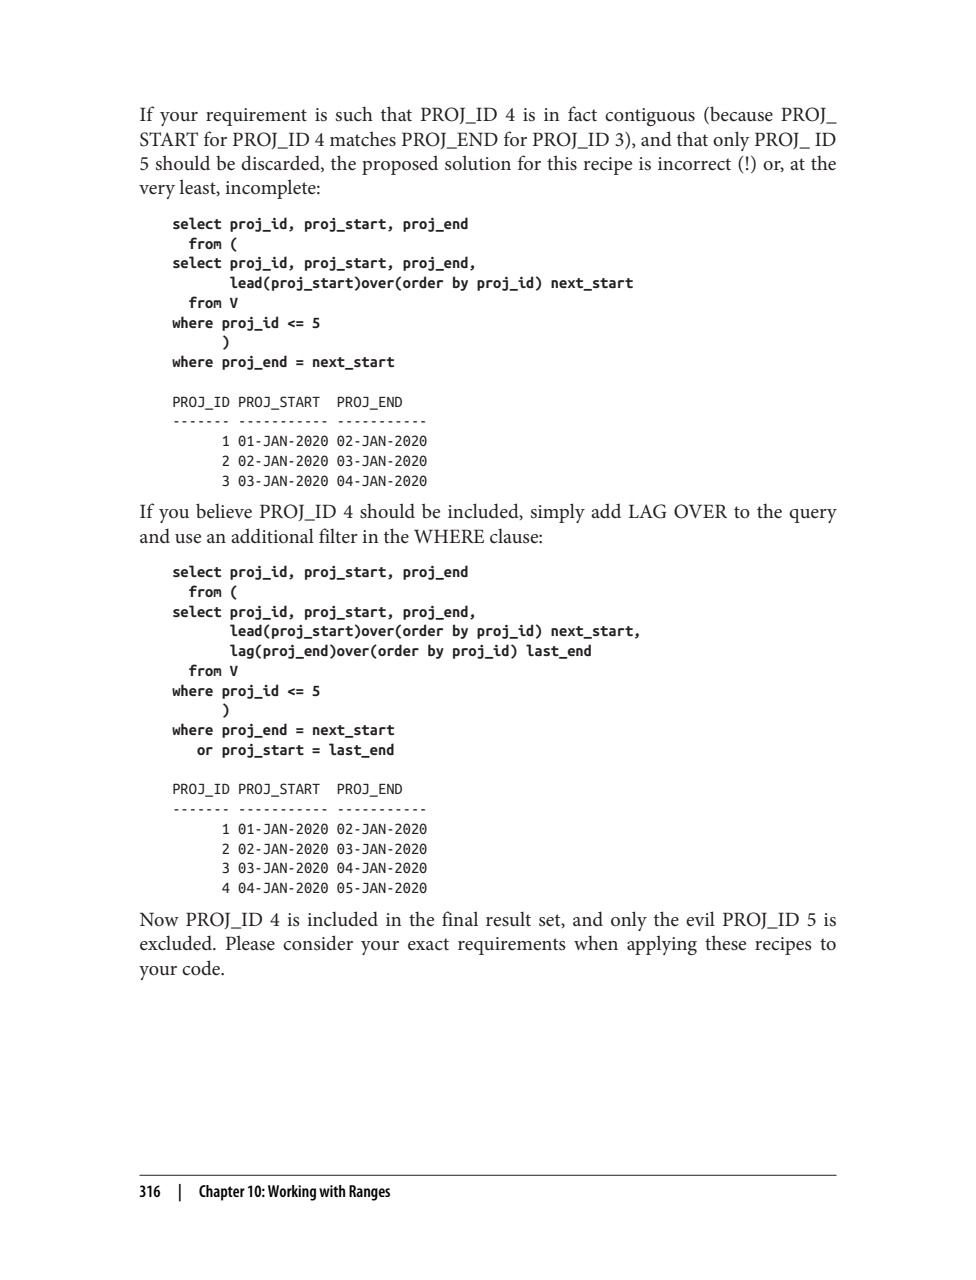 If your requirement is such that PROJ_ID 4 is in fact contiguous (because PROJ_
START for PROJ_ID 4 matches PROJ_END for PROJ_ID 3), and that only PROJ_ ID
5 should be discarded, the proposed solution for this recipe is incorrect (!) or, at the
very least, incomplete:
select proj_id, proj_start, proj_end
  from (
select proj_id, proj_start, proj_end,
       lead(proj_start)over(order by proj_id) next_start
  from V
where proj_id <= 5
      )
where proj_end = next_start
PROJ_ID PROJ_START  PROJ_END
------- ----------- -----------
      1 01-JAN-2020 02-JAN-2020
      2 02-JAN-2020 03-JAN-2020
      3 03-JAN-2020 04-JAN-2020
If you believe PROJ_ID 4 should be included, simply add LAG OVER to the query
and use an additional filter in the WHERE clause:
select proj_id, proj_start, proj_end
  from (
select proj_id, proj_start, proj_end,
       lead(proj_start)over(order by proj_id) next_start,
       lag(proj_end)over(order by proj_id) last_end
  from V
where proj_id <= 5
      )
where proj_end = next_start
   or proj_start = last_end
PROJ_ID PROJ_START  PROJ_END
------- ----------- -----------
      1 01-JAN-2020 02-JAN-2020
      2 02-JAN-2020 03-JAN-2020
      3 03-JAN-2020 04-JAN-2020
      4 04-JAN-2020 05-JAN-2020
Now PROJ_ID 4 is included in the final result set, and only the evil PROJ_ID 5 is
excluded. Please consider your exact requirements when applying these recipes to
your code.
316 | Chapter 10: Working with Ranges